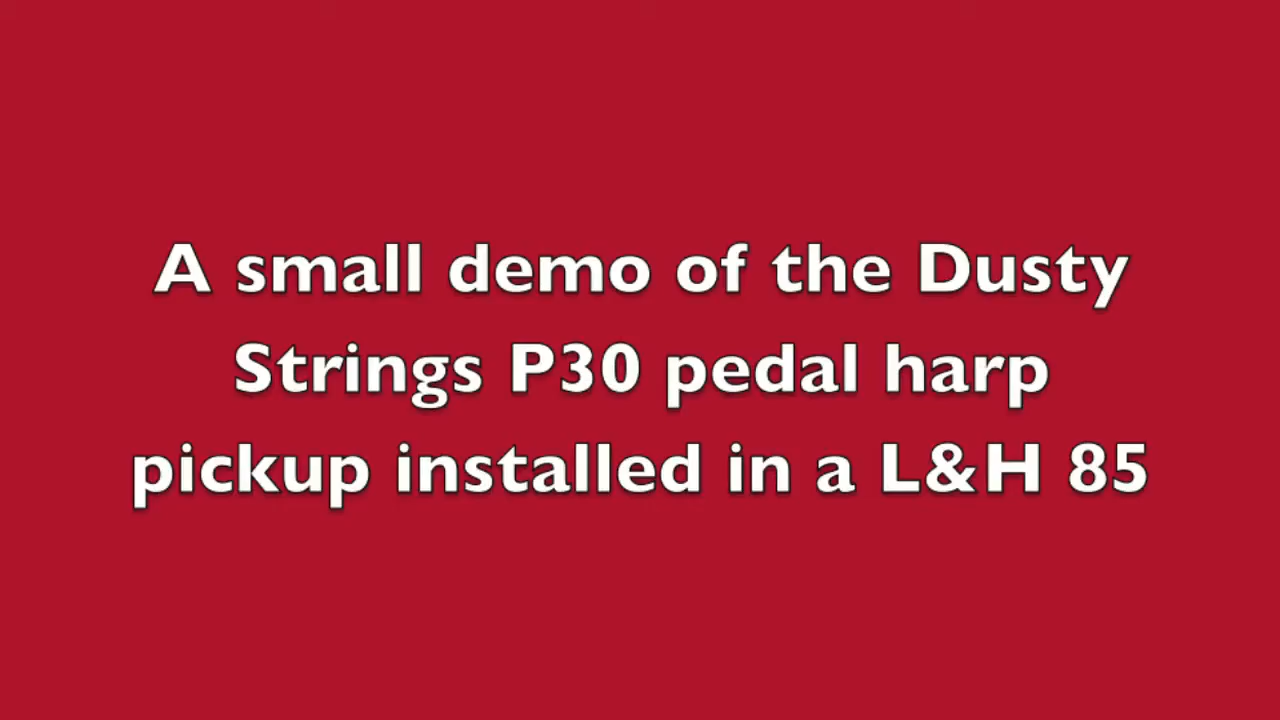 A small demo of the Dusty
Strings P30 pedal harp
pickup installed in a L&H 85